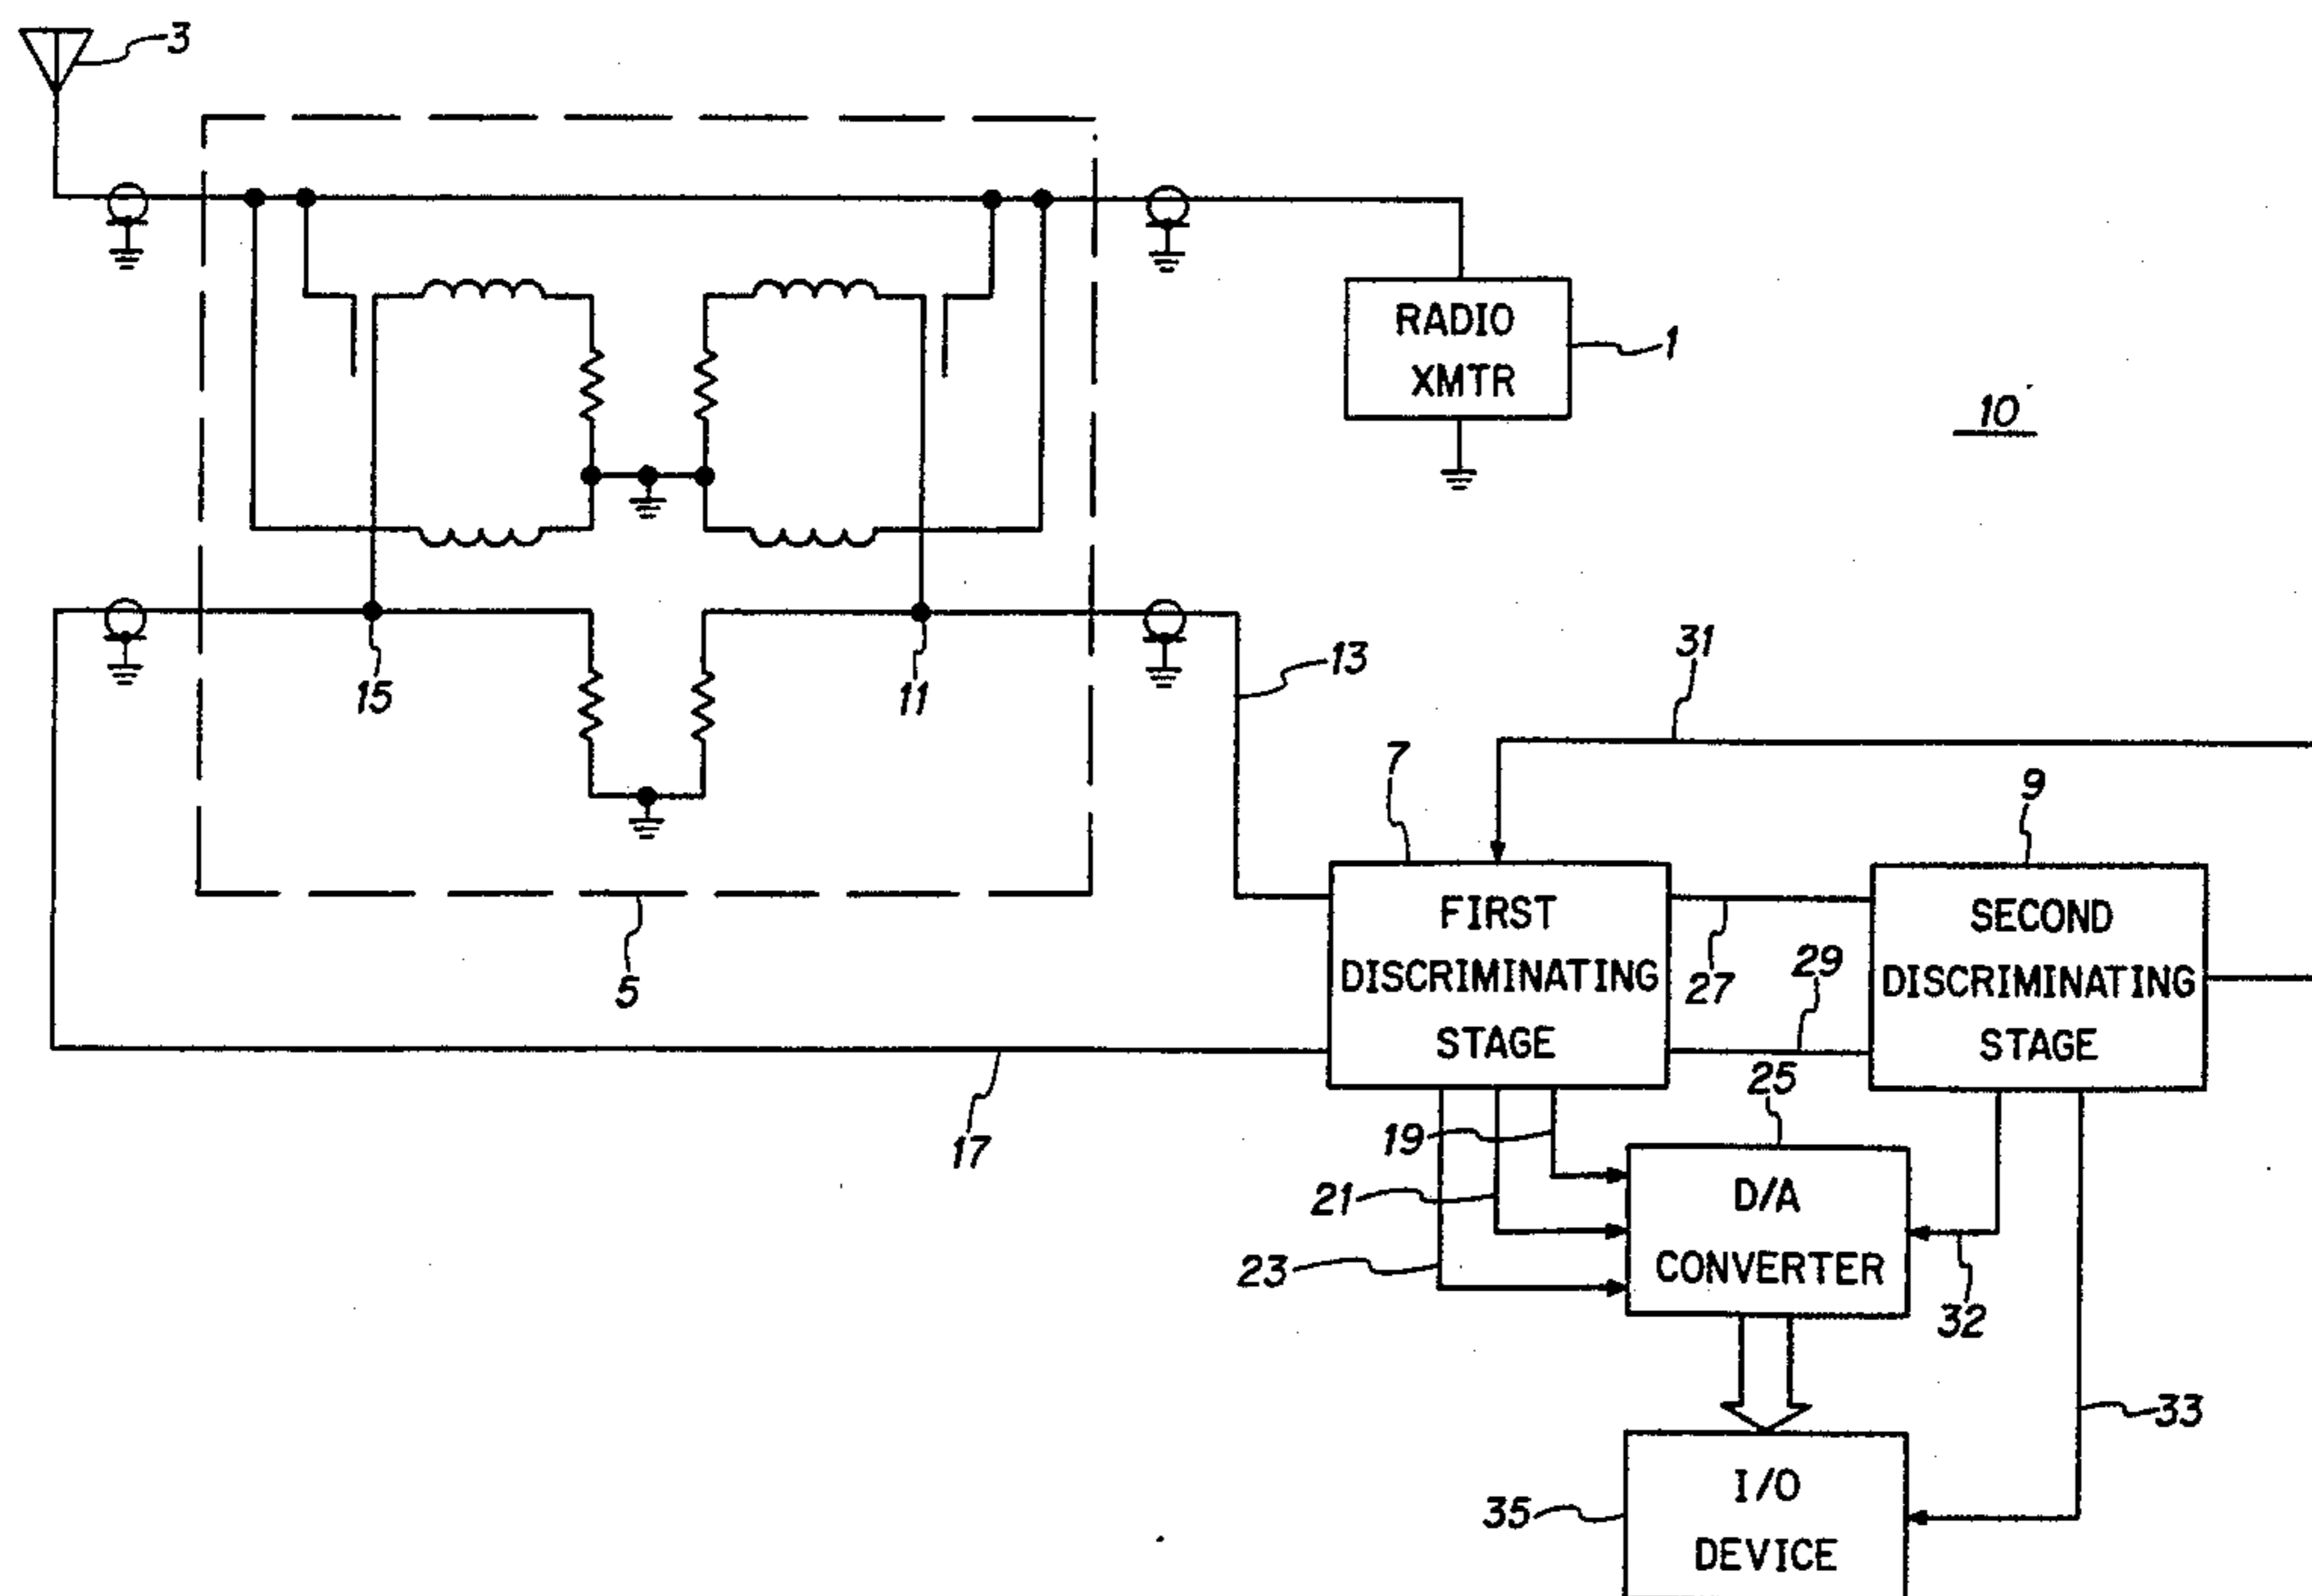 3
RADIO
XMTR
1
10
15
11
13
31
7
9
FIRST
DISCRIMINATING
STAGE
SECOND
DISCRIMINATING
STAGE
27
29
5
17
19
21
23
25
D/A
CONVERTER
32
33
I/O
DEVICE
35